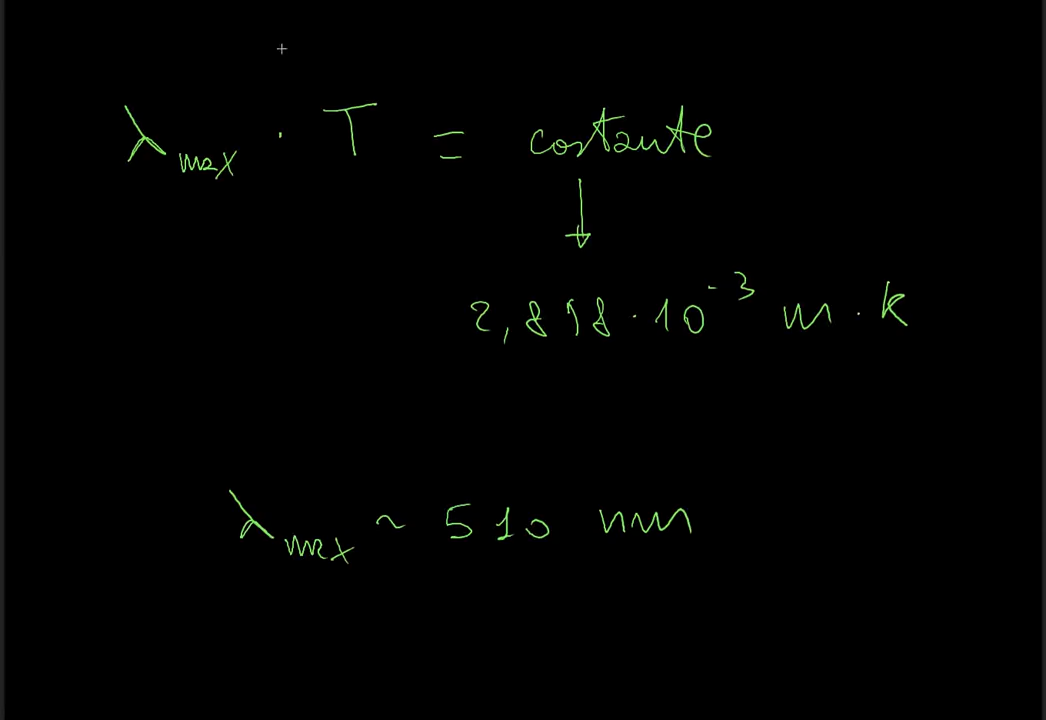 λmax · T = costante
↓
2,898 · 10⁻³ m · k
λmax ~ 510 nm